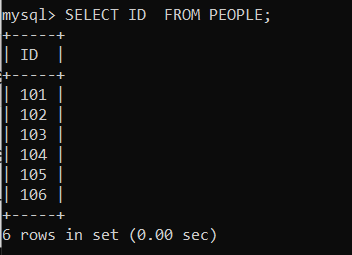 mysql> SELECT ID  FROM PEOPLE;
+-----+
| ID  |
+-----+
| 101 |
| 102 |
| 103 |
| 104 |
| 105 |
| 106 |
+-----+
6 rows in set (0.00 sec)